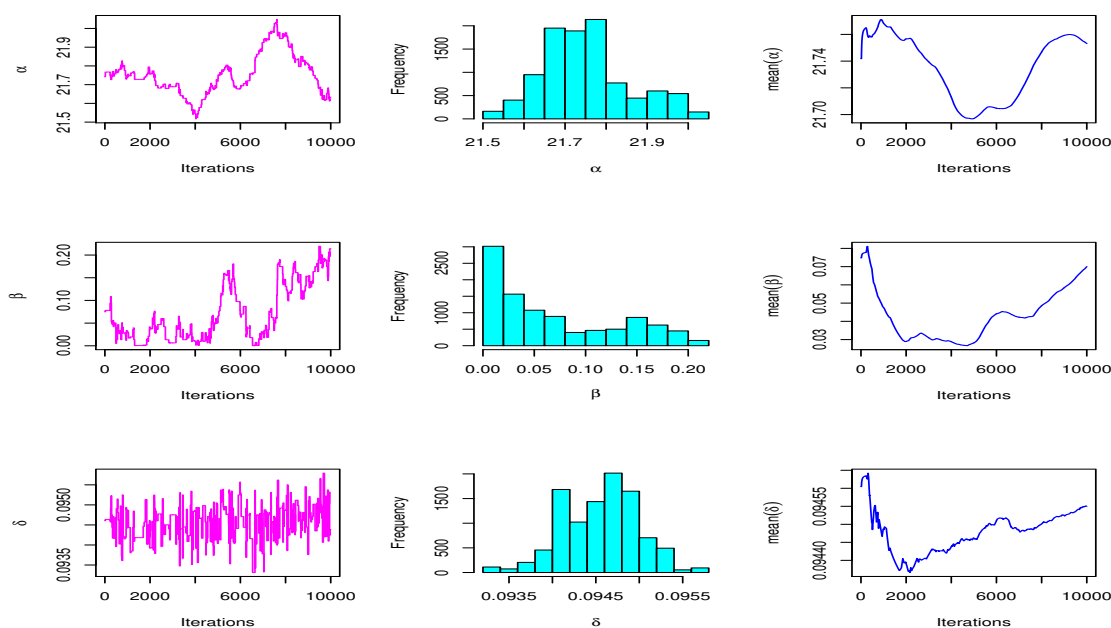 α
21.5 21.7 21.9
0 2000 6000 10000
Iterations
Frequency
0 500 1500
21.5 21.7 21.9
α
mean(α)
21.70 21.74
0 2000 6000 10000
Iterations
β
0.00 0.10 0.20
0 2000 6000 10000
Iterations
Frequency
0 500 1000 2500
0.00 0.05 0.10 0.15 0.20
β
mean(β)
0.03 0.05 0.07
0 2000 6000 10000
Iterations
δ
0.0935 0.0950
0 2000 6000 10000
Iterations
Frequency
0 500 1500
0.0935 0.0945 0.0955
δ
mean(δ)
0.09440 0.09455
0 2000 6000 10000
Iterations